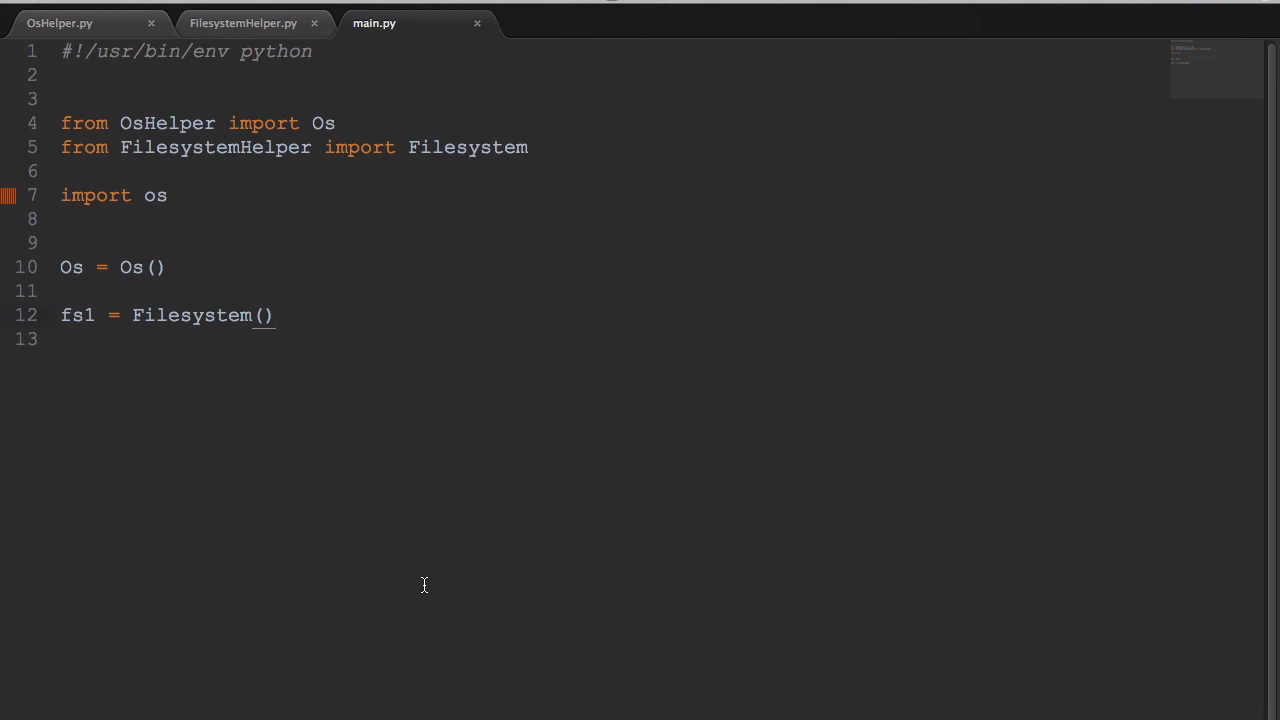 OsHelper.py × FilesystemHelper.py × main.py ×
1 #!/usr/bin/env python
2
3
4 from OsHelper import Os
5 from FilesystemHelper import Filesystem
6
7 import os
8
9
10 Os = Os()
11
12 fs1 = Filesystem()
13